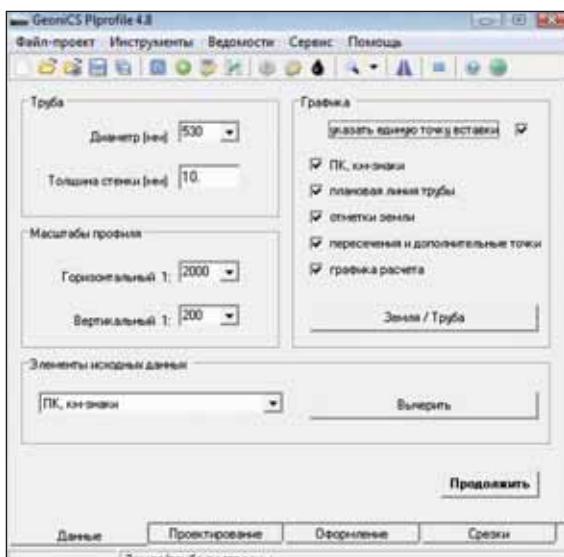 GeoniCS Plprofile 4.8
Файл-проект Инструменты Ведомости Сервис Помощь
Труба
Диаметр (мм) 530
Толщина стенки (мм) 10.
Масштабы профиля
Горизонтальный 1: 2000
Вертикальный 1: 200
Графика
указать единую точку вставки
ПК, км-знаки
плановая линия трубы
отметки земли
пересечения и дополнительные точки
графика расчета
Земля / Труба
Элементы исходных данных
ПК, км-знаки
Вычертить
Продолжить
Данные Проектирование Оформление Срезки